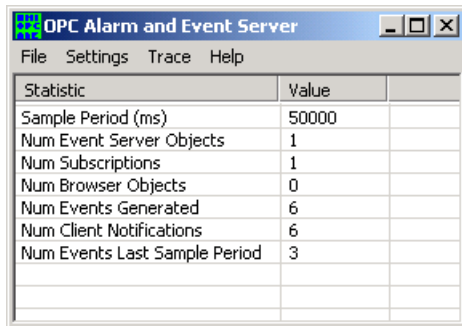 OPC Alarm and Event Server
File Settings Trace Help
Statistic Value
Sample Period (ms) 50000
Num Event Server Objects 1
Num Subscriptions 1
Num Browser Objects 0
Num Events Generated 6
Num Client Notifications 6
Num Events Last Sample Period 3